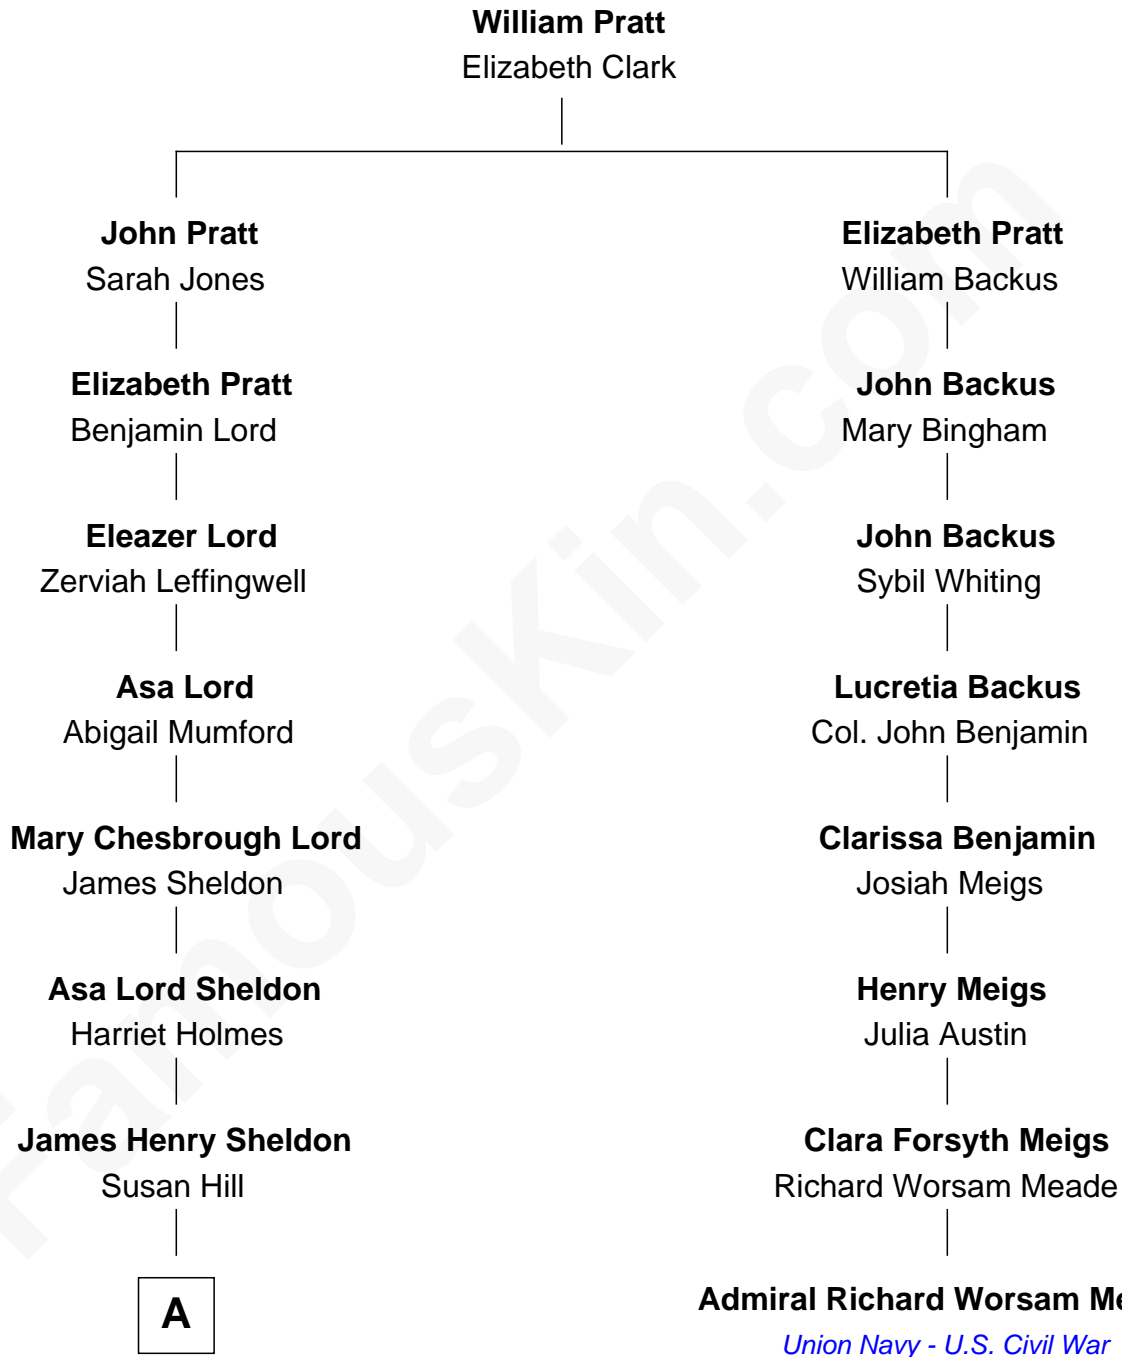 William Pratt
Elizabeth Clark
John Pratt
Sarah Jones
Elizabeth Pratt
William Backus
Elizabeth Pratt
Benjamin Lord
John Backus
Mary Bingham
Eleazer Lord
Zerviah Leffingwell
John Backus
Sybil Whiting
Asa Lord
Abigail Mumford
Lucretia Backus
Col. John Benjamin
Mary Chesbrough Lord
James Sheldon
Clarissa Benjamin
Josiah Meigs
Asa Lord Sheldon
Harriet Holmes
Henry Meigs
Julia Austin
James Henry Sheldon
Susan Hill
Clara Forsyth Meigs
Richard Worsam Meade
A
Admiral Richard Worsam
Union Navy - U.S. Civil War
FamousKin.com